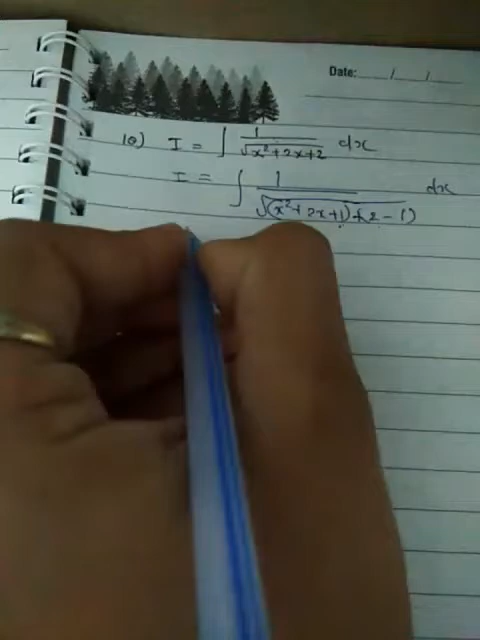 Date: / /
10) I = ∫ 1/√(x²+2x+2) dx
I = ∫ 1/√((x²+2x+1)+(2-1)) dx